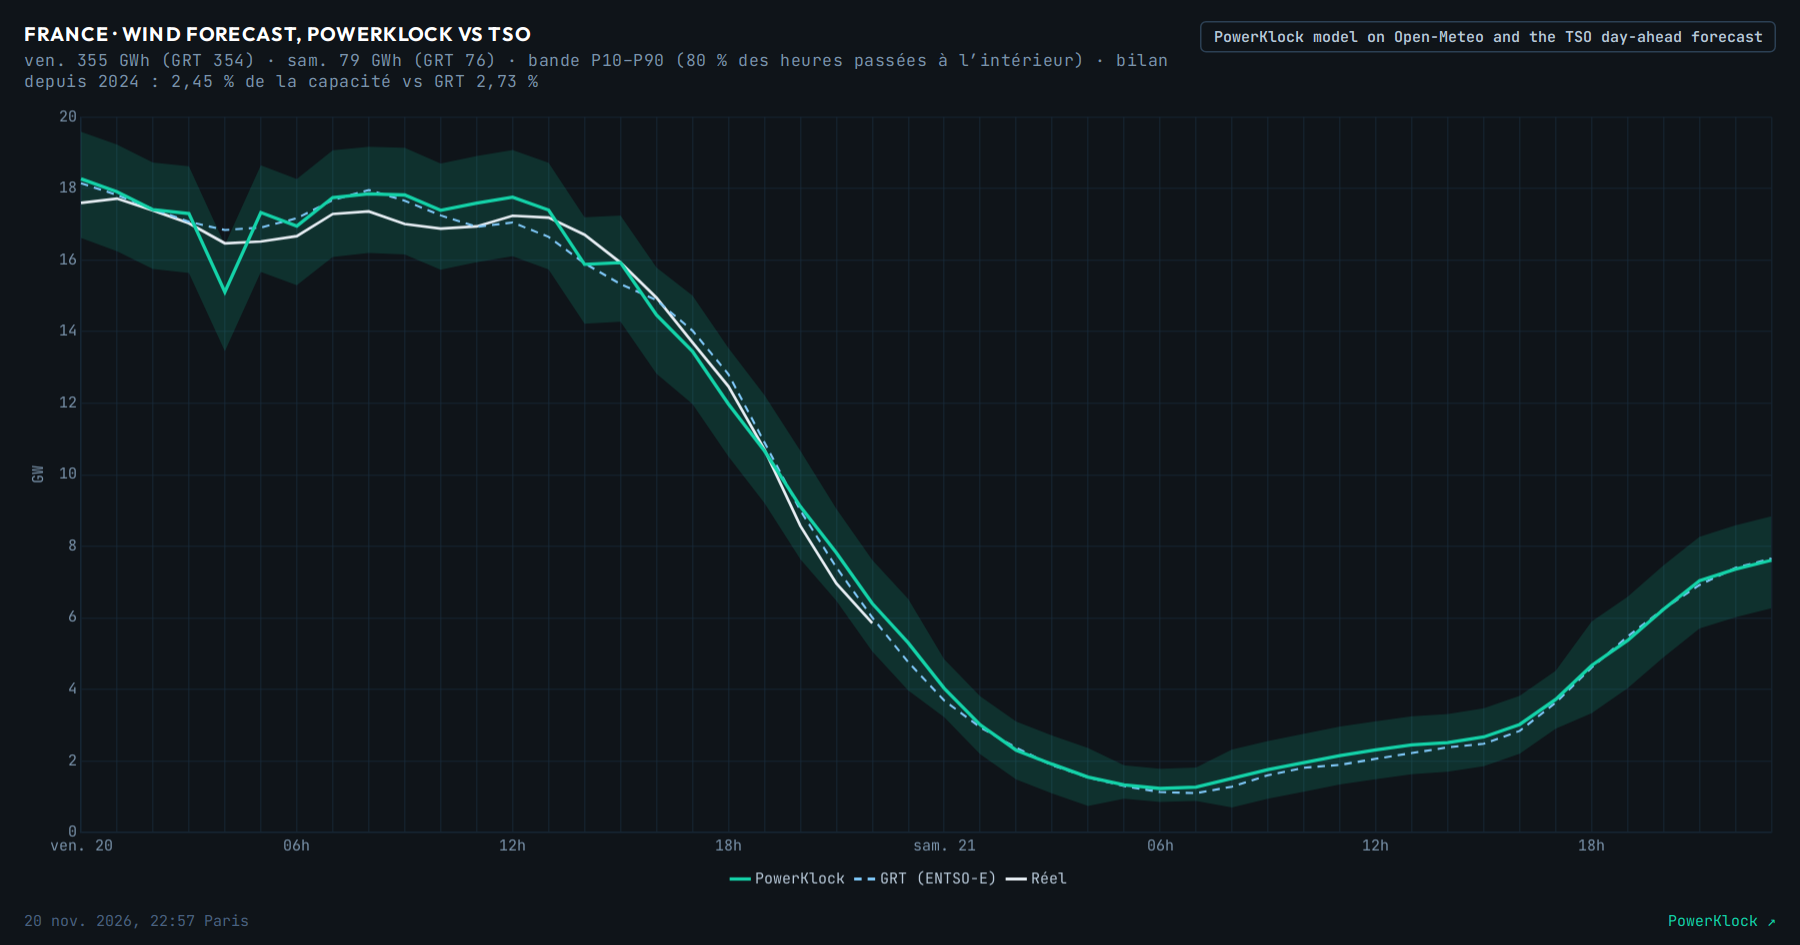 FRANCE · WIND FORECAST, POWERKLOCK VS TSO
PowerKlock model on Open-Meteo and the TSO day-ahead forecast
ven. 355 GWh (GRT 354) · sam. 79 GWh (GRT 76) · bande P10–P90 (80 % des heures passées à l’intérieur) · bilan
depuis 2024 : 2,45 % de la capacité vs GRT 2,73 %
20
18
16
14
12
10
8
6
4
2
0
GW
ven. 20 06h 12h 18h sam. 21 06h 12h 18h
PowerKlock GRT (ENTSO-E) Réel
20 nov. 2026, 22:57 Paris
PowerKlock ↗